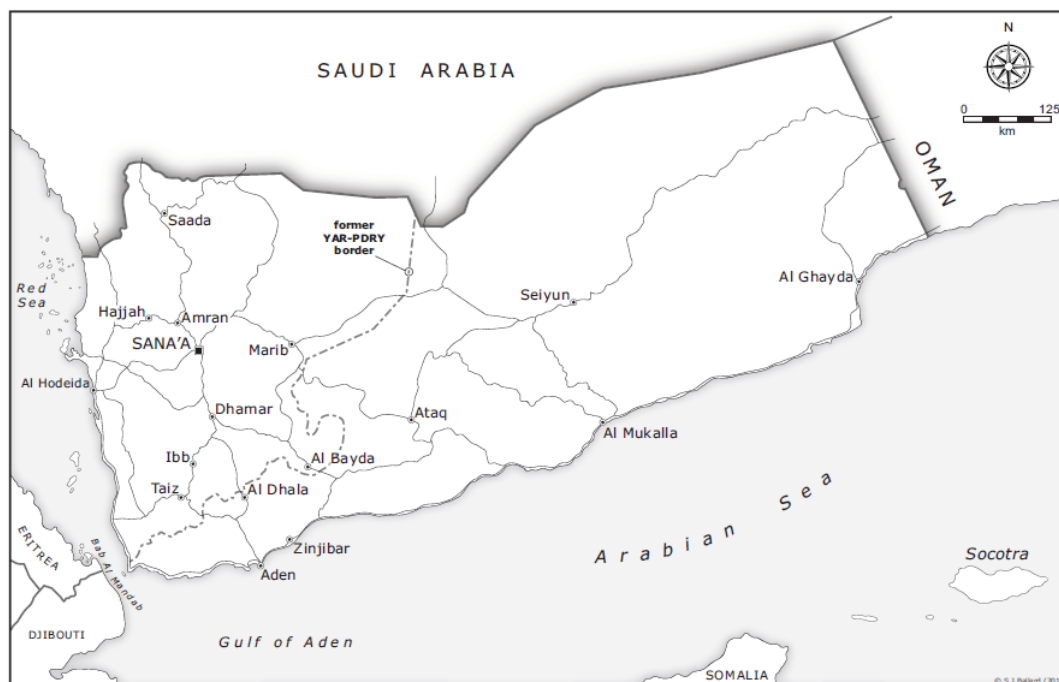 N
SAUDI ARABIA
0 125
km
OMAN
Saada
former
YAR-PDRY
border
Red
Sea
Al Ghayda
Seiyun
Hajjah
Amran
SANA'A
Marib
Al Hodeida
Dhamar
Ataq
Al Mukalla
Ibb
Al Bayda
Taiz
Al Dhala
Arabian Sea
ERITREA
Bab Al Mandab
Zinjibar
Aden
Socotra
DJIBOUTI
Gulf of Aden
SOMALIA